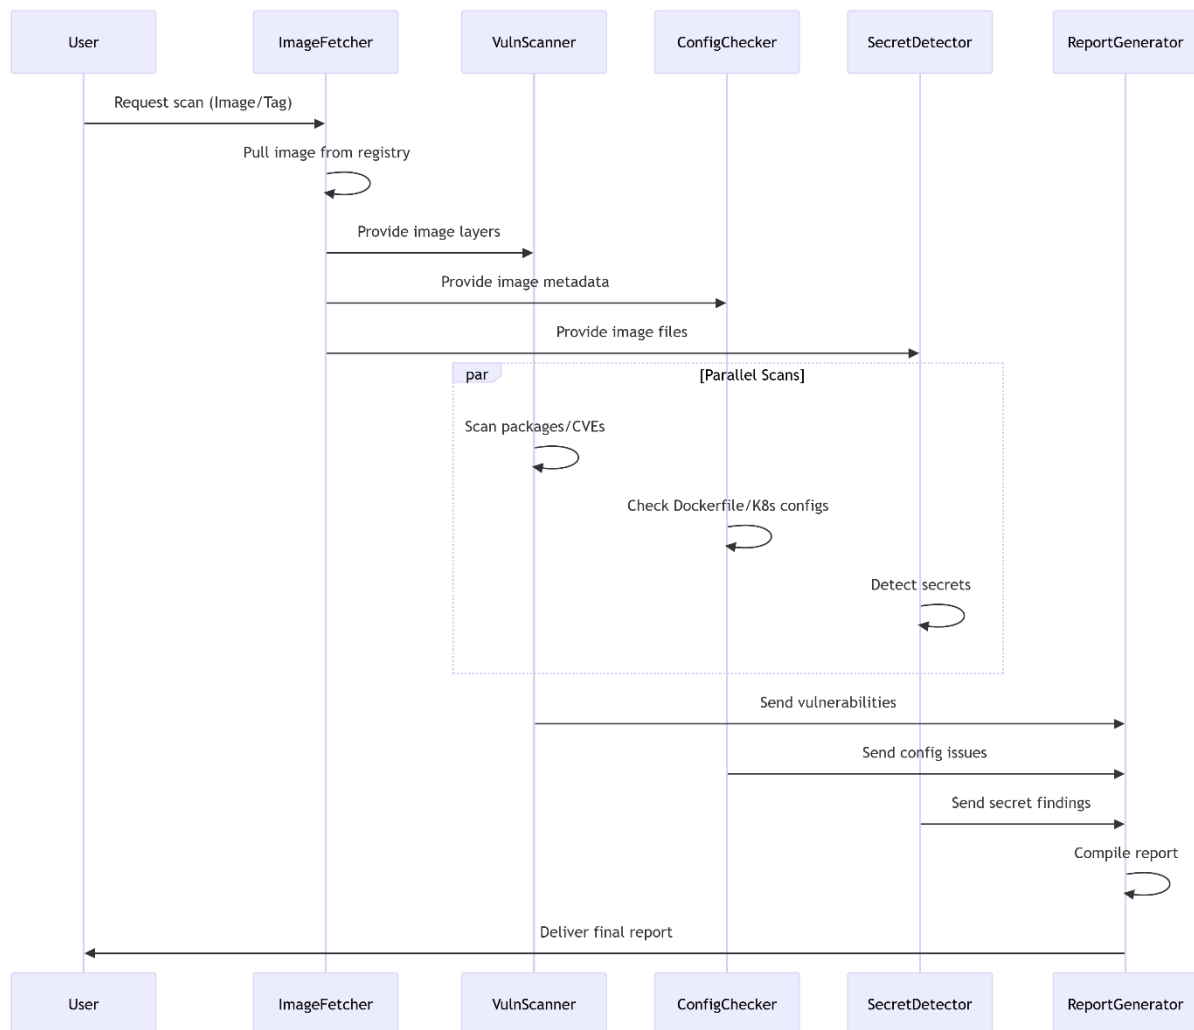 User ImageFetcher VulnScanner ConfigChecker SecretDetector ReportGenerator
Request scan (Image/Tag)
Pull image from registry
Provide image layers
Provide image metadata
Provide image files
par [Parallel Scans]
Scan packages/CVEs
Check Dockerfile/K8s configs
Detect secrets
Send vulnerabilities
Send config issues
Send secret findings
Compile report
Deliver final report
User ImageFetcher VulnScanner ConfigChecker SecretDetector ReportGenerator